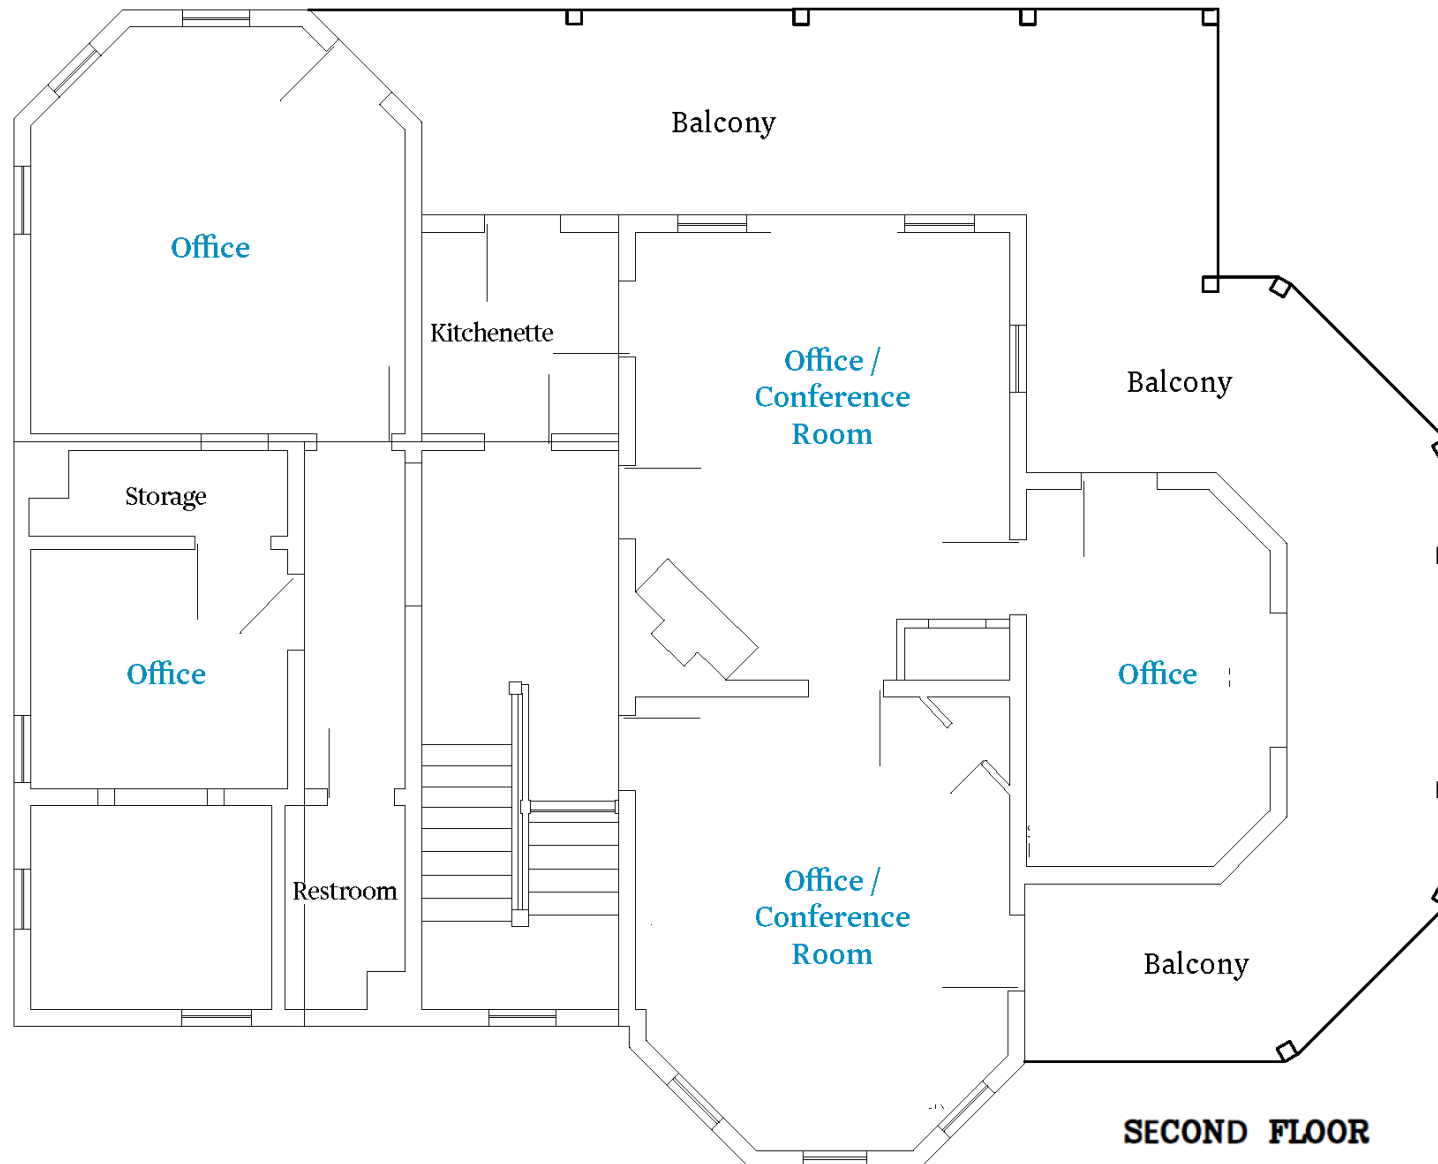 Balcony
Office
Kitchenette
Office /
Conference
Room
Balcony
Storage
Office
Office
Restroom
Office /
Conference
Room
Balcony
SECOND FLOOR